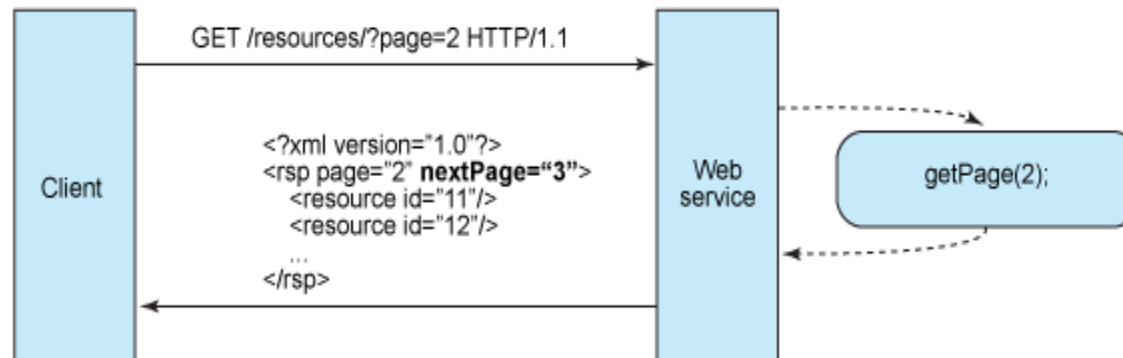 GET /resources/?page=2 HTTP/1.1
Client
<?xml version="1.0"?>
<rsp page="2" nextPage="3">
<resource id="11"/>
<resource id="12"/>
...
</rsp>
Web
service
getPage(2);